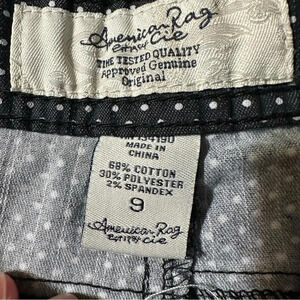 American Rag
Cie
TIME TESTED QUALITY
Approved Genuine
Original
MADE IN
CHINA
68% COTTON
30% POLYESTER
2% SPANDEX
9
American Rag
Cie